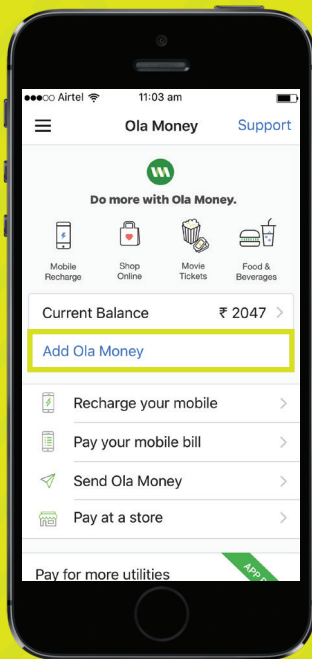 Airtel 11:03 am
Ola Money Support
Do more with Ola Money.
Mobile Recharge
Shop Online
Movie Tickets
Food & Beverages
Current Balance ₹ 2047
Add Ola Money
Recharge your mobile
Pay your mobile bill
Send Ola Money
Pay at a store
Pay for more utilities
APP